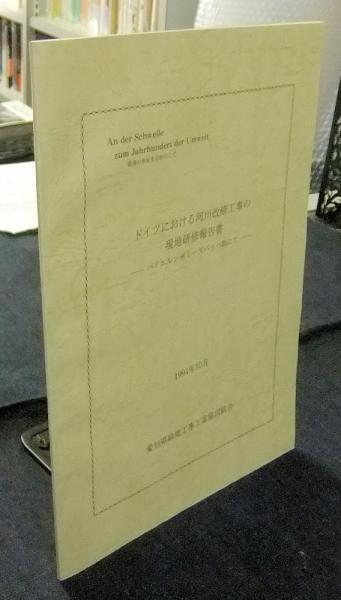 An der Schwelle
zum Jahrhundert der Umwelt
ドイツにおける河川改修工事の
現地研修報告書
1994年10月
愛知県緑地工事工業協同組合